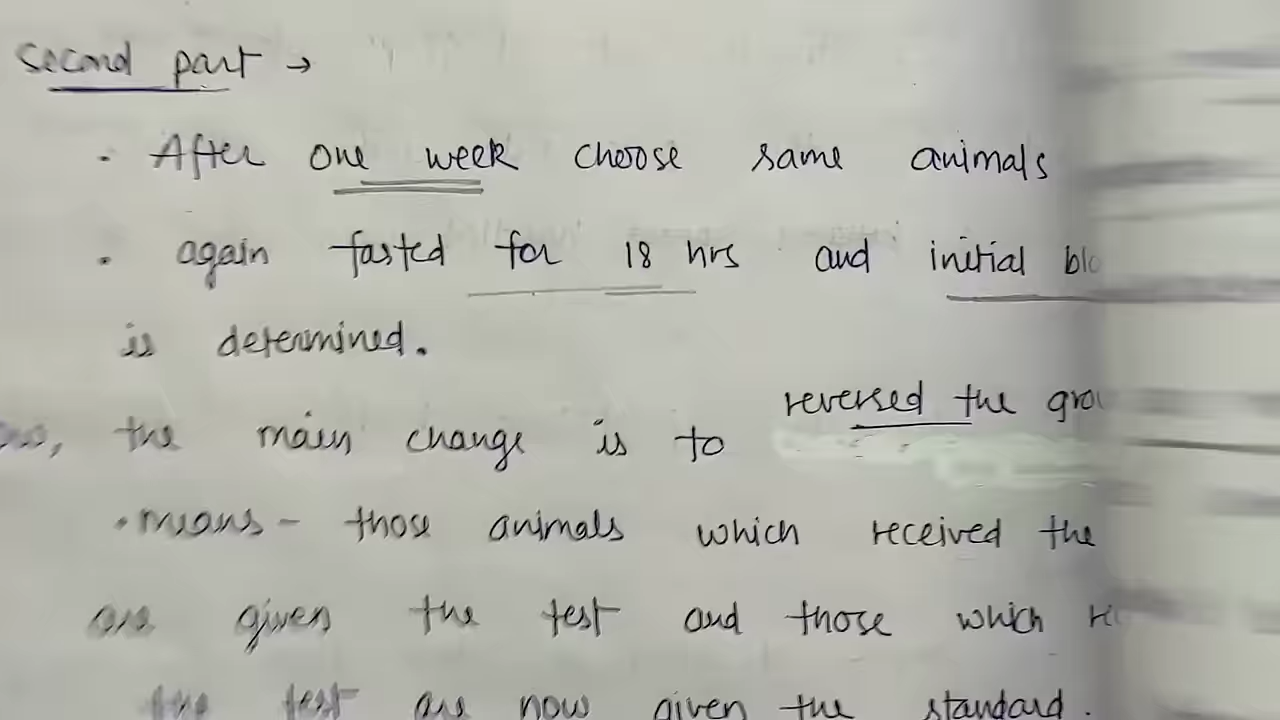 second part →
. After one week choose same animals
. again fasted for 18 hrs and initial
is determined.
reversed the
the main change is to
. means - those animals which received the
are given the test and those which
the test are now given the standard.